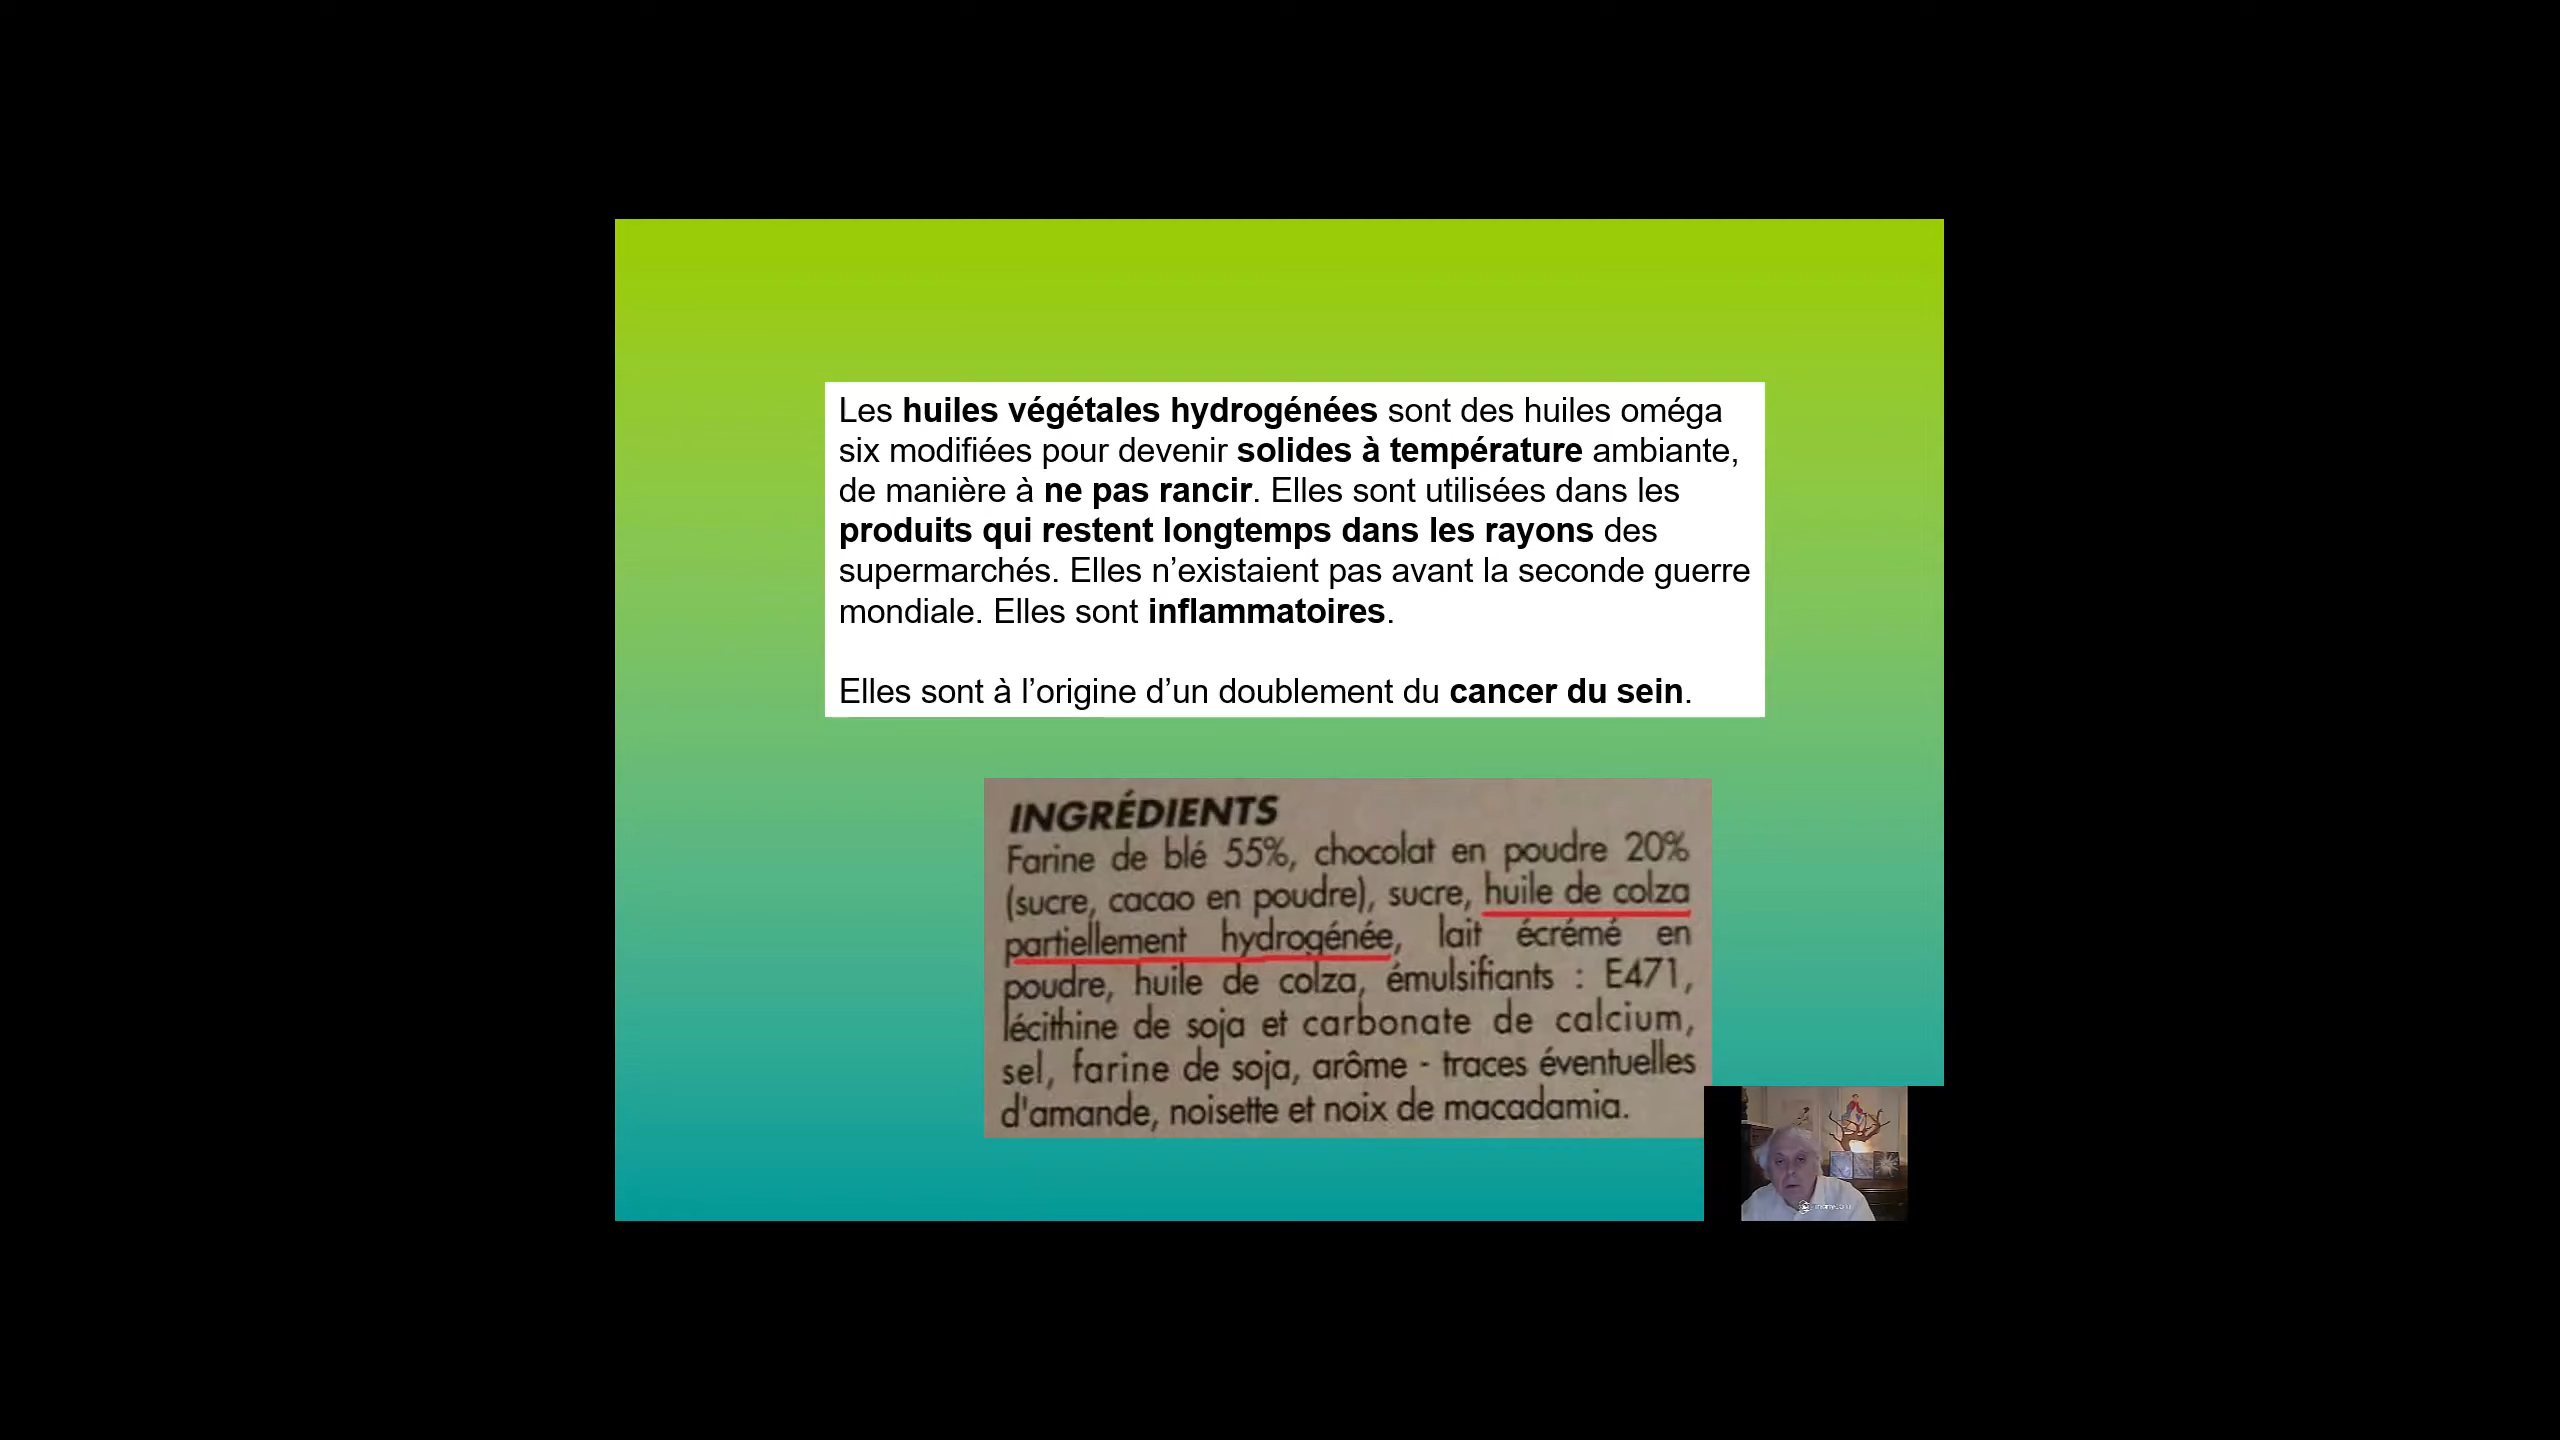 Les huiles végétales hydrogénées sont des huiles oméga
six modifiées pour devenir solides à température ambiante,
de manière à ne pas rancir. Elles sont utilisées dans les
produits qui restent longtemps dans les rayons des
supermarchés. Elles n’existaient pas avant la seconde guerre
mondiale. Elles sont inflammatoires.
Elles sont à l’origine d’un doublement du cancer du sein.
INGRÉDIENTS
Farine de blé 55%, chocolat en poudre 20%
(sucre, cacao en poudre), sucre, huile de colza
partiellement hydrogénée, lait écrémé en
poudre, huile de colza, émulsifiants : E471,
lécithine de soja et carbonate de calcium,
sel, farine de soja, arôme - traces éventuelles
d'amande, noisette et noix de macadamia.